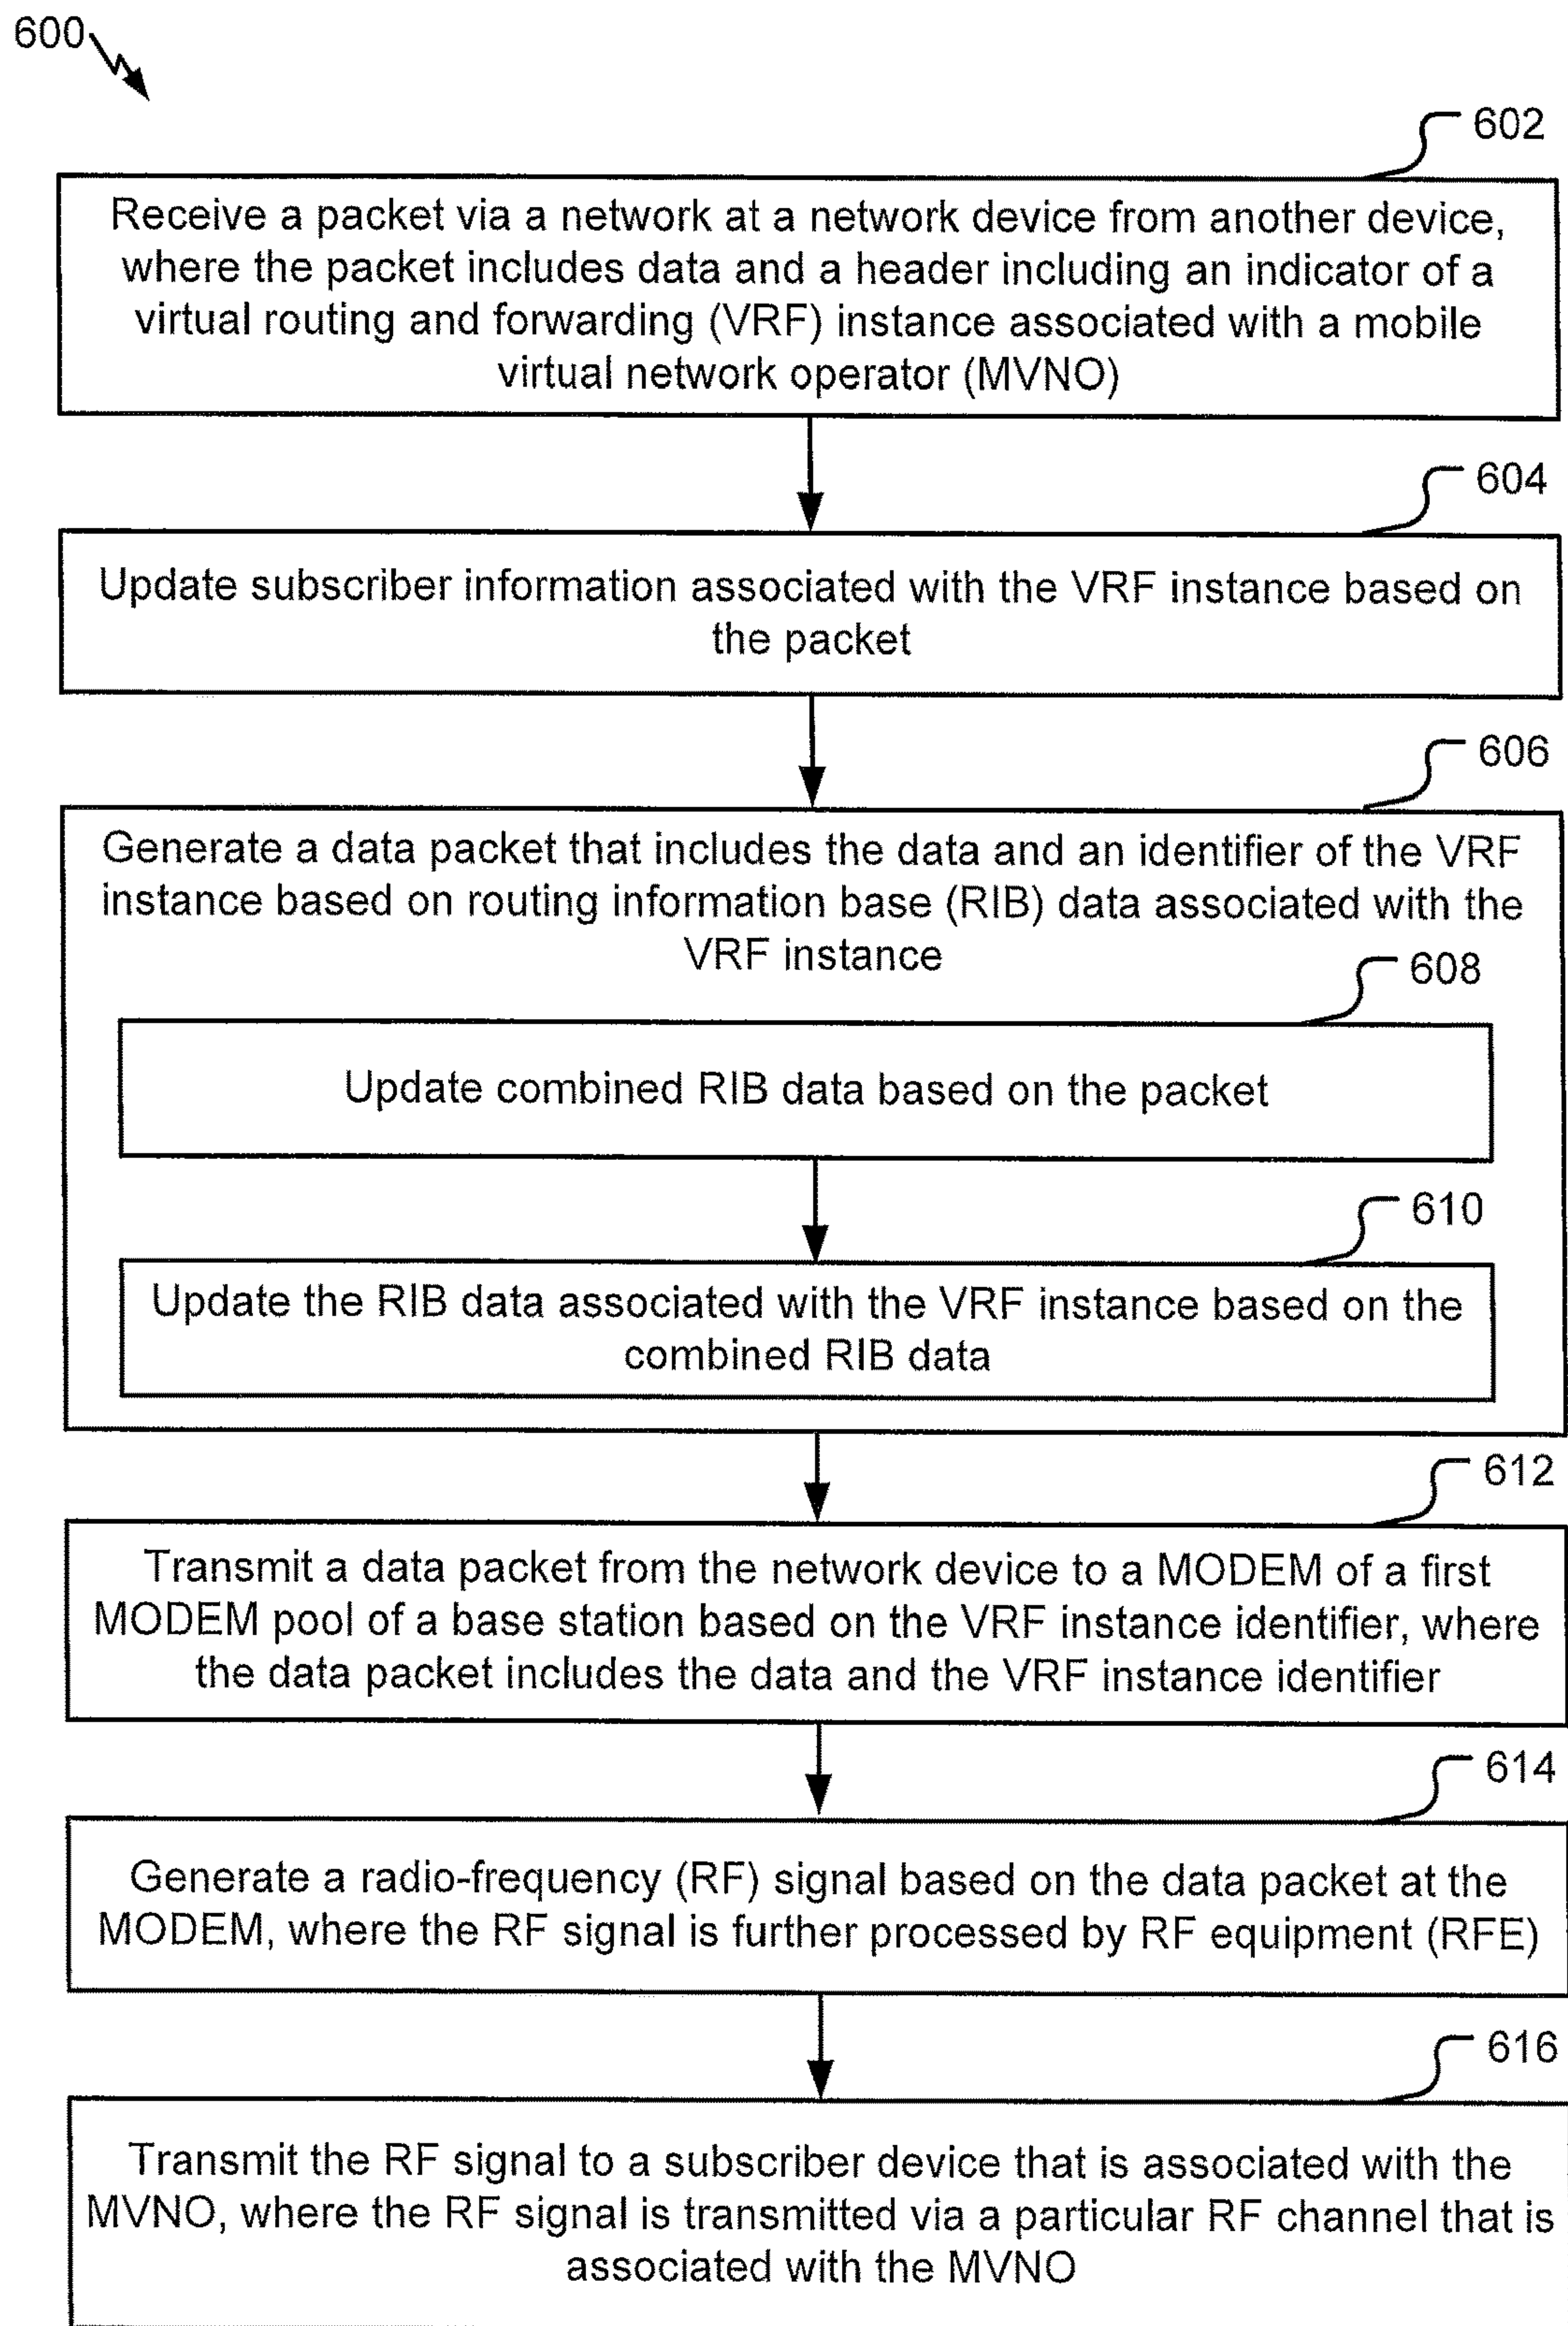 600
602
Receive a packet via a network at a network device from another device,
where the packet includes data and a header including an indicator of a
virtual routing and forwarding (VRF) instance associated with a mobile
virtual network operator (MVNO)
604
Update subscriber information associated with the VRF instance based on
the packet
606
Generate a data packet that includes the data and an identifier of the VRF
instance based on routing information base (RIB) data associated with the
VRF instance
608
Update combined RIB data based on the packet
610
Update the RIB data associated with the VRF instance based on the
combined RIB data
612
Transmit a data packet from the network device to a MODEM of a first
MODEM pool of a base station based on the VRF instance identifier, where
the data packet includes the data and the VRF instance identifier
614
Generate a radio-frequency (RF) signal based on the data packet at the
MODEM, where the RF signal is further processed by RF equipment (RFE)
616
Transmit the RF signal to a subscriber device that is associated with the
MVNO, where the RF signal is transmitted via a particular RF channel that is
associated with the MVNO